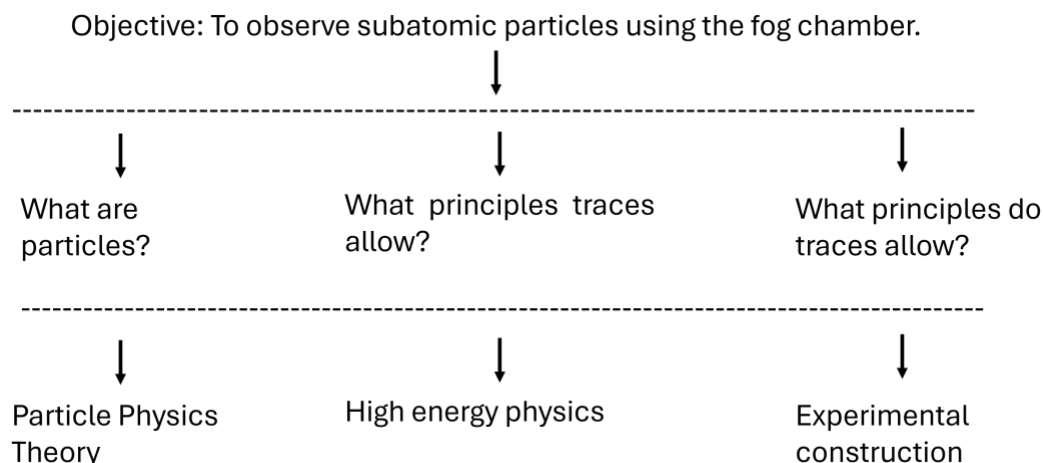 Objective: To observe subatomic particles using the fog chamber.
What are
particles?
What principles traces
allow?
What principles do
traces allow?
Particle Physics
Theory
High energy physics
Experimental
construction